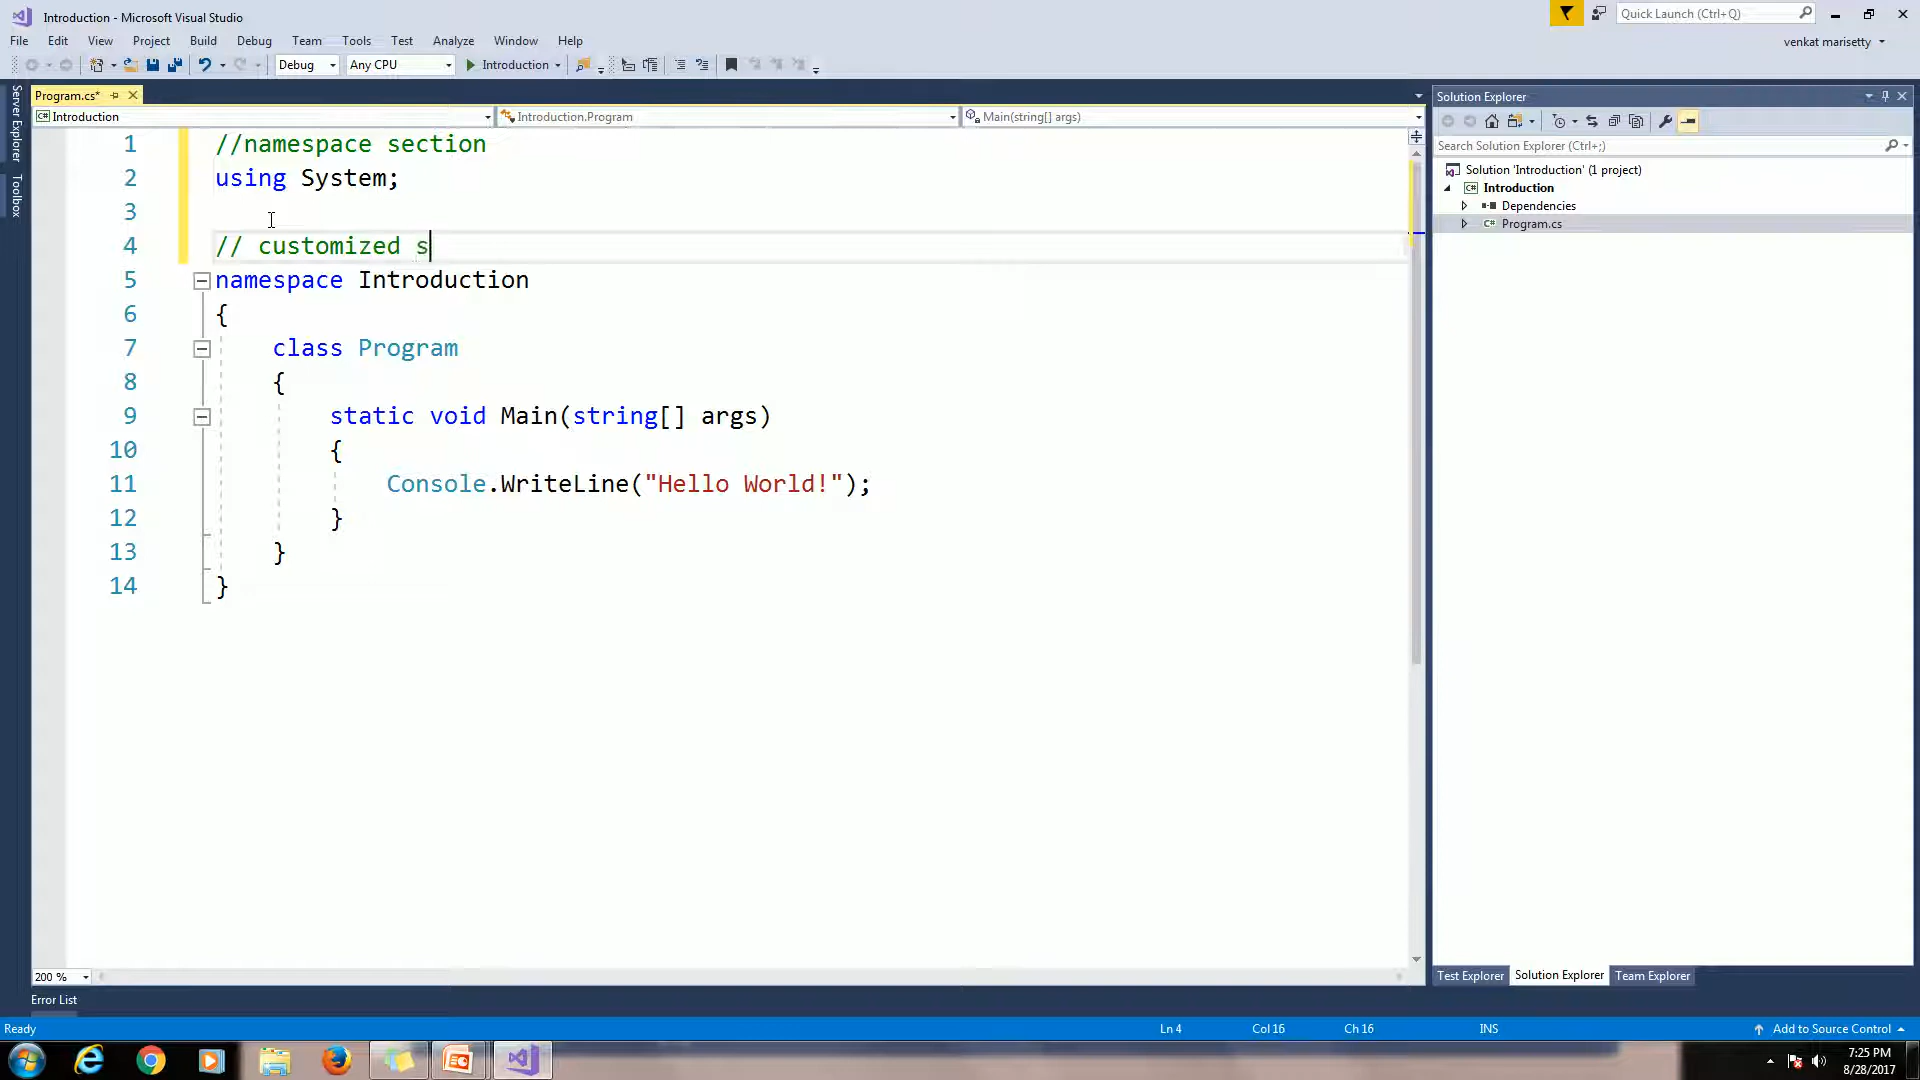 Introduction - Microsoft Visual Studio
Quick Launch (Ctrl+Q)
File Edit View Project Build Debug Team Tools Test Analyze Window Help
venkat marisetty
Debug Any CPU Introduction
Server Explorer
Toolbox
Program.cs*
Introduction Introduction.Program Main(string[] args)
1 //namespace section
2 using System;
3
4 // customized s
5 namespace Introduction
6 {
7 class Program
8 {
9 static void Main(string[] args)
10 {
11 Console.WriteLine("Hello World!");
12 }
13 }
14 }
200 %
Solution Explorer
Search Solution Explorer (Ctrl+;)
Solution 'Introduction' (1 project)
C# Introduction
Dependencies
C# Program.cs
Test Explorer Solution Explorer Team Explorer
Error List
Ready Ln 4 Col 16 Ch 16 INS Add to Source Control
7:25 PM
8/28/2017